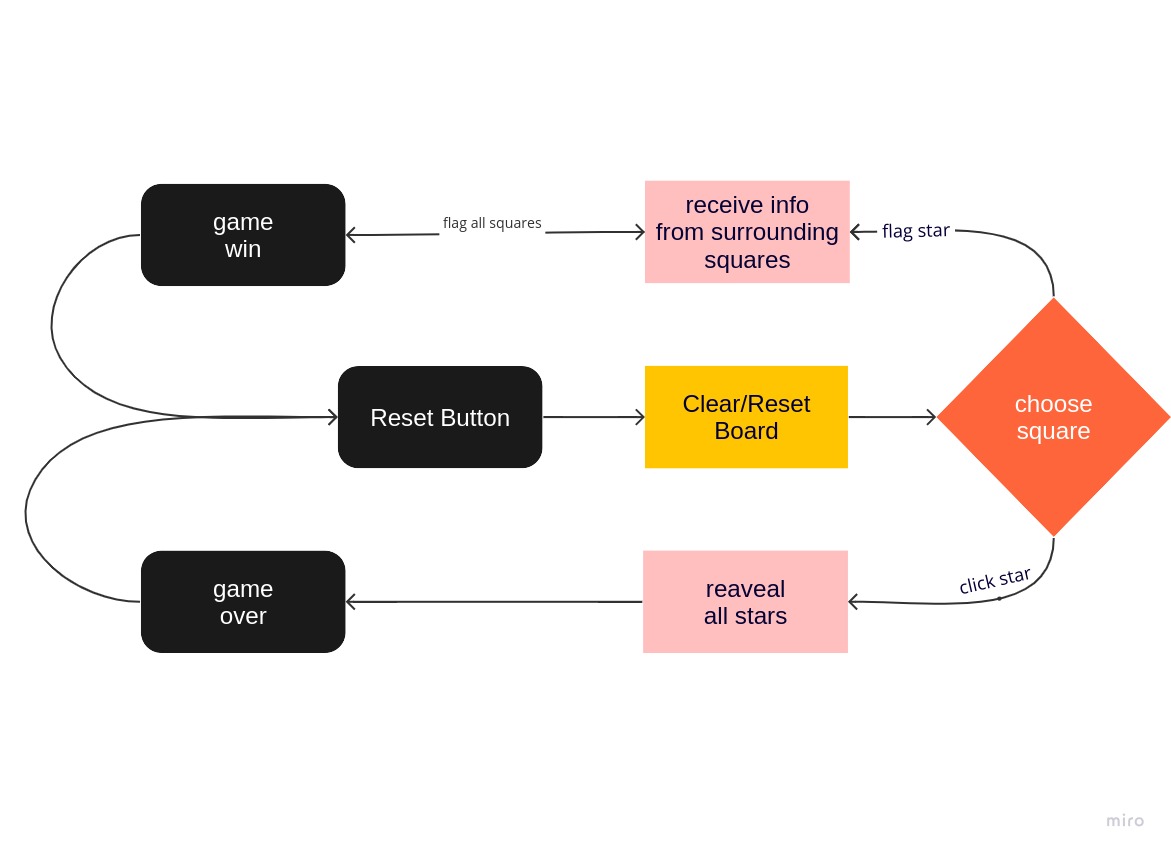 game
win
flag all squares
receive info
from surrounding
squares
flag star
Reset Button
Clear/Reset
Board
choose
square
game
over
reaveal
all stars
click star
miro